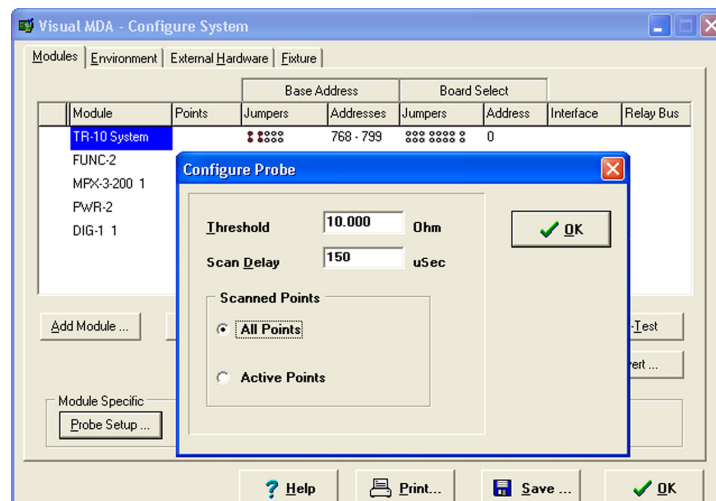 Visual MDA - Configure System
Modules Environment External Hardware Fixture
Base Address Board Select
Module Points Jumpers Addresses Jumpers Address Interface Relay Bus
TR-10 System 768 - 799 0
FUNC-2
MPX-3-200 1
PWR-2
DIG-1 1
Configure Probe
Threshold 10.000 Ohm
OK
Scan Delay 150 uSec
Scanned Points
All Points
Active Points
Add Module ... -Test
ert ...
Module Specific
Probe Setup ...
Help Print... Save ... OK